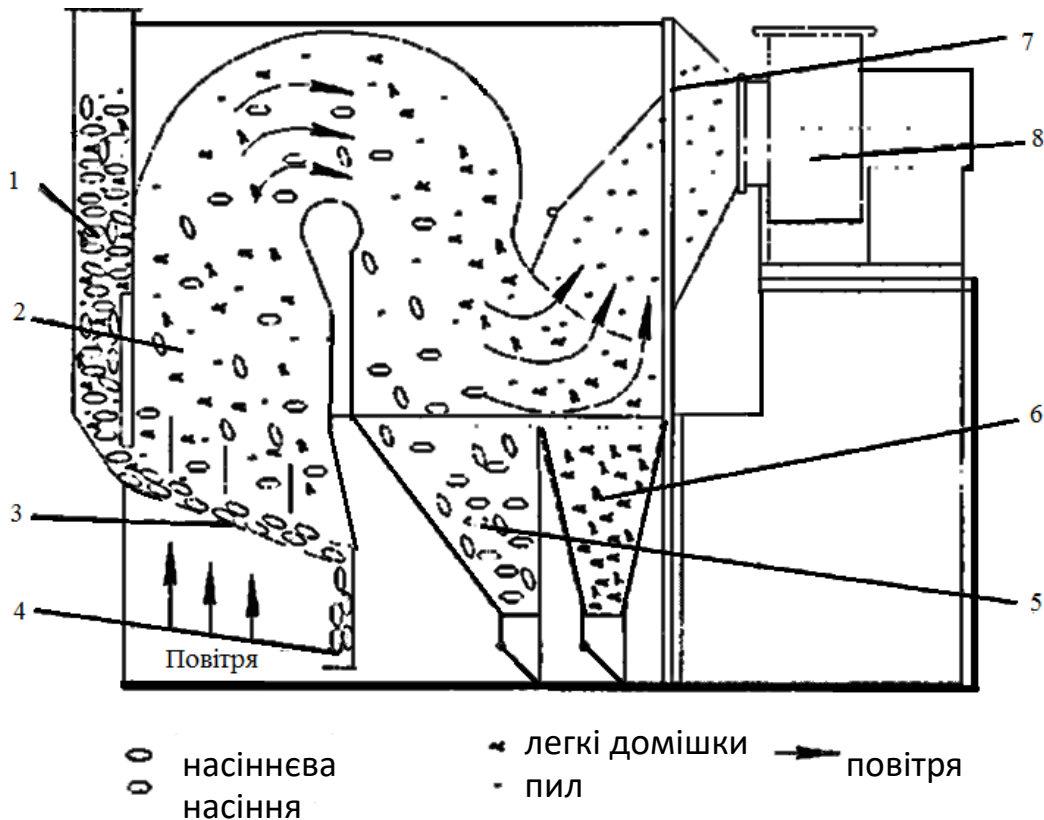 7
8
1
2
6
3
5
4
Повітря
насіннєва
насіння
легкі домішки
пил
повітря